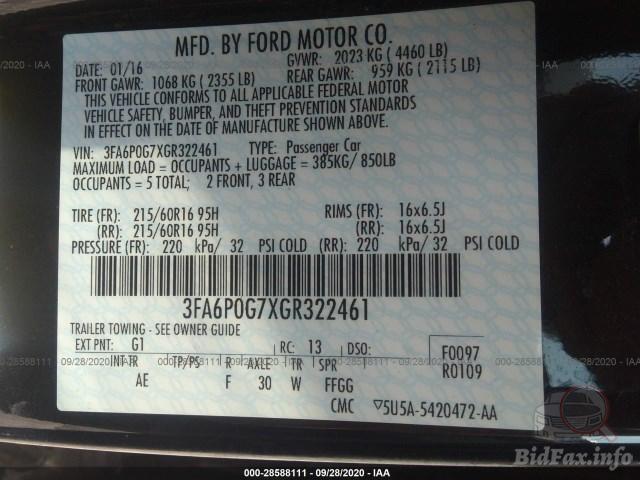 000-28588111 - 09/28/2020 - IAA
MFD. BY FORD MOTOR CO.
DATE: 01/16
GVWR: 2023 KG ( 4460 LB)
FRONT GAWR: 1068 KG ( 2355 LB)
REAR GAWR: 959 KG ( 2115 LB)
THIS VEHICLE CONFORMS TO ALL APPLICABLE FEDERAL MOTOR
VEHICLE SAFETY, BUMPER, AND THEFT PREVENTION STANDARDS
IN EFFECT ON THE DATE OF MANUFACTURE SHOWN ABOVE.
VIN: 3FA6P0G7XGR322461 TYPE: Passenger Car
MAXIMUM LOAD = OCCUPANTS + LUGGAGE = 385KG/ 850LB
OCCUPANTS = 5 TOTAL; 2 FRONT, 3 REAR
TIRE (FR): 215/60R16 95H RIMS (FR): 16x6.5J
(RR): 215/60R16 95H (RR): 16x6.5J
PRESSURE (FR): 220 kPa/ 32 PSI COLD (RR): 220 kPa/ 32 PSI COLD
3FA6P0G7XGR322461
TRAILER TOWING - SEE OWNER GUIDE
EXT PNT: G1 RC: 13 DSO: F0097
R0109
INT TR TP/PS R AXLE TR SPR
AE F 30 W FFGG
CMC ▽5U5A-5420472-AA
000-28588111 - 09/28/2020 - IAA
BidFax.info